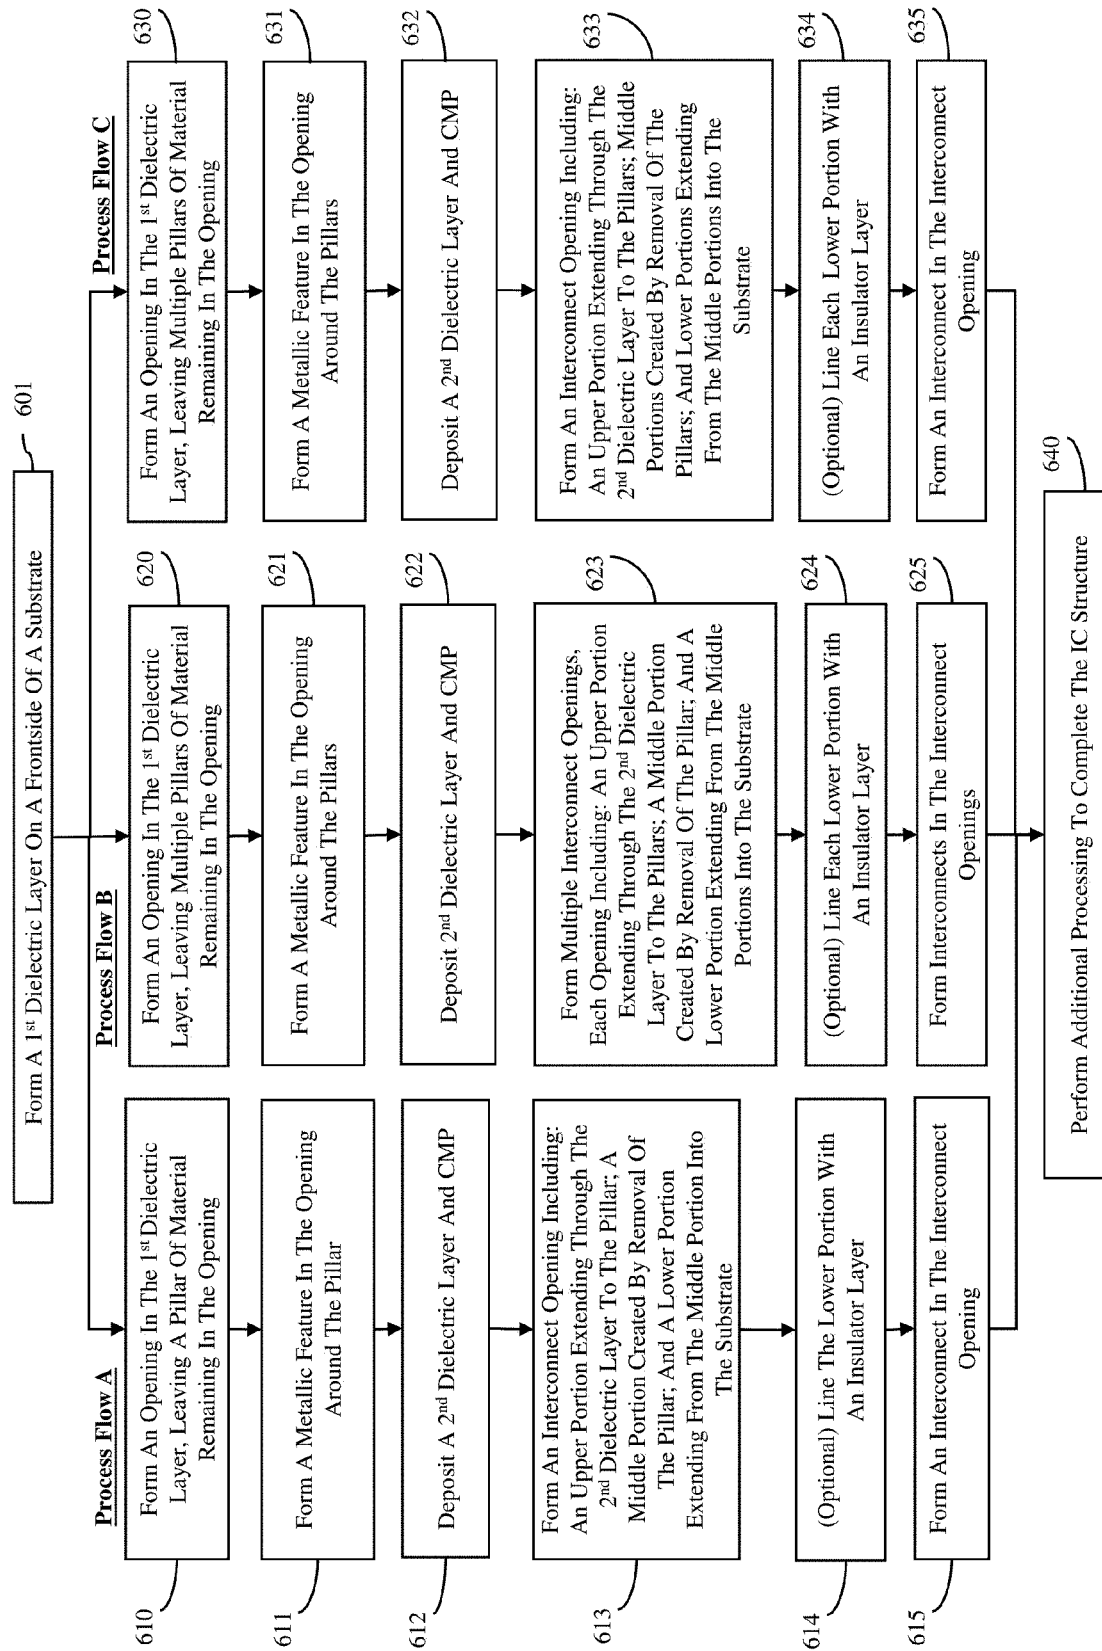 Form A 1st Dielectric Layer On A Frontside Of A Substrate
601
Process Flow A
610
Form An Opening In The 1st Dielectric
Layer, Leaving A Pillar Of Material
Remaining In The Opening
611
Form A Metallic Feature In The Opening
Around The Pillar
612
Deposit A 2nd Dielectric Layer And CMP
613
Form An Interconnect Opening Including:
An Upper Portion Extending Through The
2nd Dielectric Layer To The Pillar; A
Middle Portion Created By Removal Of
The Pillar; And A Lower Portion
Extending From The Middle Portion Into
The Substrate
614
(Optional) Line The Lower Portion With
An Insulator Layer
615
Form An Interconnect In The Interconnect
Opening
Process Flow B
620
Form An Opening In The 1st Dielectric
Layer, Leaving Multiple Pillars Of Material
Remaining In The Opening
621
Form A Metallic Feature In The Opening
Around The Pillars
622
Deposit 2nd Dielectric Layer And CMP
623
Form Multiple Interconnect Openings,
Each Opening Including: An Upper Portion
Extending Through The 2nd Dielectric
Layer To The Pillars; A Middle Portion
Created By Removal Of The Pillar; And A
Lower Portion Extending From The Middle
Portions Into The Substrate
624
(Optional) Line Each Lower Portion With
An Insulator Layer
625
Form Interconnects In The Interconnect
Openings
Process Flow C
630
Form An Opening In The 1st Dielectric
Layer, Leaving Multiple Pillars Of Material
Remaining In The Opening
631
Form A Metallic Feature In The Opening
Around The Pillars
632
Deposit A 2nd Dielectric Layer And CMP
633
Form An Interconnect Opening Including:
An Upper Portion Extending Through The
2nd Dielectric Layer To The Pillars; Middle
Portions Created By Removal Of The
Pillars; And Lower Portions Extending
From The Middle Portions Into The
Substrate
634
(Optional) Line Each Lower Portion With
An Insulator Layer
635
Form An Interconnect In The Interconnect
Opening
640
Perform Additional Processing To Complete The IC Structure